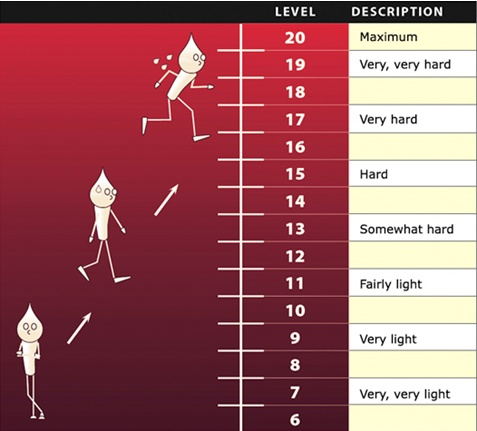 LEVEL DESCRIPTION
20 Maximum
19 Very, very hard
18
17 Very hard
16
15 Hard
14
13 Somewhat hard
12
11 Fairly light
10
9 Very light
8
7 Very, very light
6